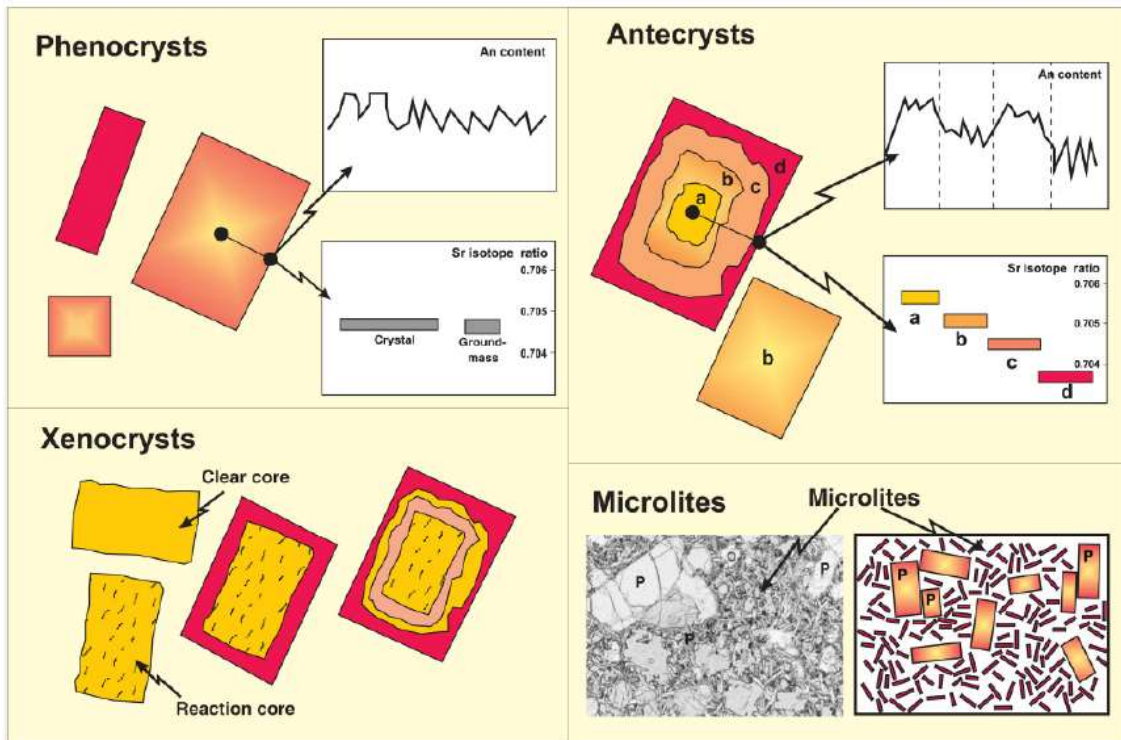 Phenocrysts
An content
Sr isotope ratio
0.706
0.705
0.704
Crystal
Ground-
mass
Antecrysts
An content
a
b
c
d
b
Sr isotope ratio
0.706
0.705
0.704
a
b
c
d
Xenocrysts
Clear core
Reaction core
Microlites
Microlites
P
O
P
P
P
P
P